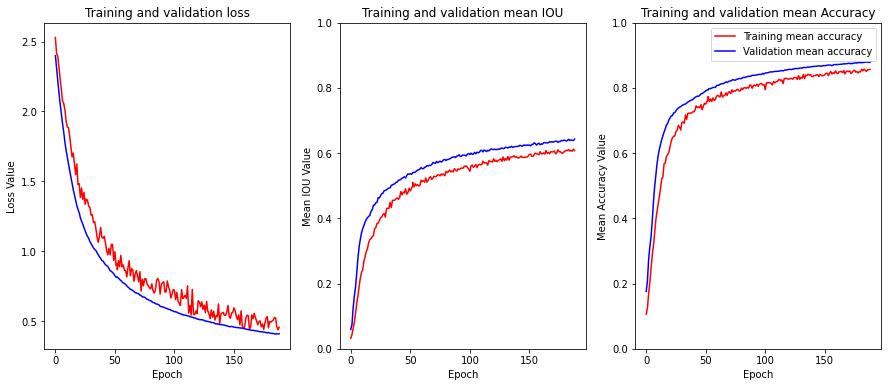 Training and validation loss
Loss Value
2.5
2.0
1.5
1.0
0.5
0
50
100
150
Epoch
Training and validation mean IOU
Mean IOU Value
1.0
0.8
0.6
0.4
0.2
0.0
0
50
100
150
Epoch
Training and validation mean Accuracy
Training mean accuracy
Validation mean accuracy
Mean Accuracy Value
1.0
0.8
0.6
0.4
0.2
0.0
0
50
100
150
Epoch